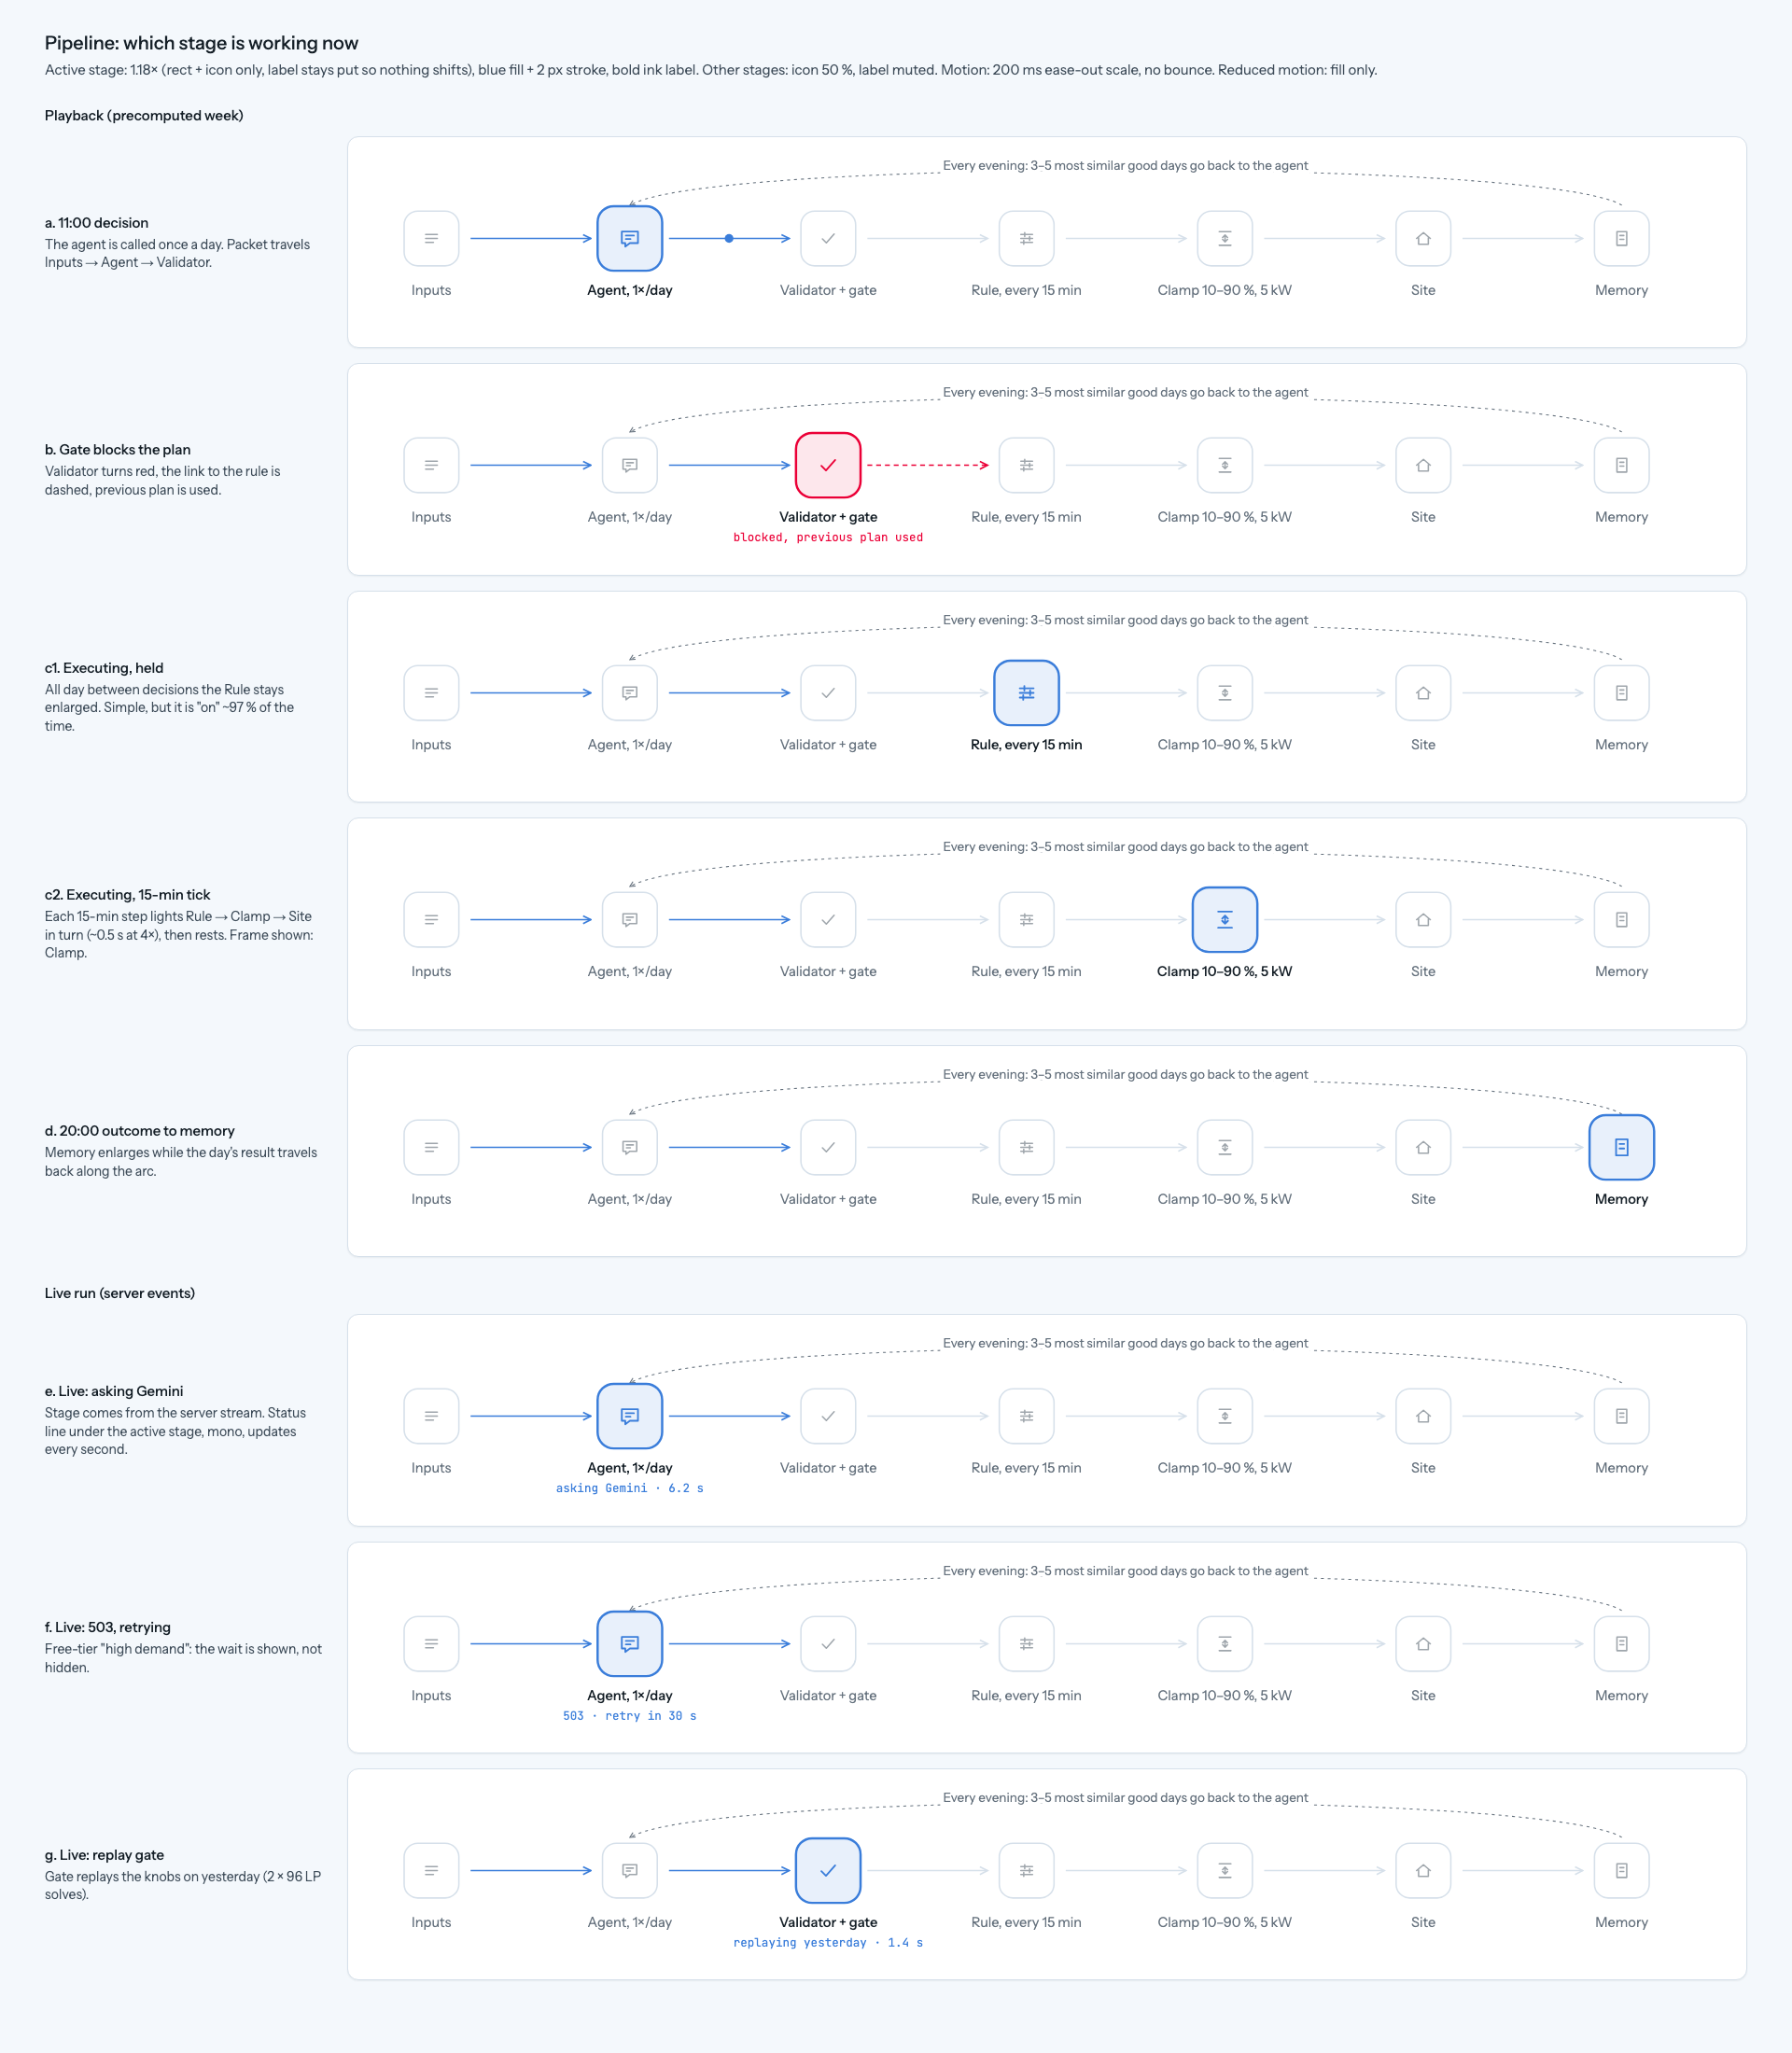 Pipeline: which stage is working now
Active stage: 1.18× (rect + icon only, label stays put so nothing shifts), blue fill + 2 px stroke, bold ink label. Other stages: icon 50 %, label muted. Motion: 200 ms ease-out scale, no bounce. Reduced motion: fill only.
Playback (precomputed week)
a. 11:00 decision
The agent is called once a day. Packet travels
Inputs → Agent → Validator.
Every evening: 3–5 most similar good days go back to the agent
Inputs
Agent, 1×/day
Validator + gate
Rule, every 15 min
Clamp 10–90 %, 5 kW
Site
Memory
b. Gate blocks the plan
Validator turns red, the link to the rule is
dashed, previous plan is used.
Every evening: 3–5 most similar good days go back to the agent
Inputs
Agent, 1×/day
Validator + gate
blocked, previous plan used
Rule, every 15 min
Clamp 10–90 %, 5 kW
Site
Memory
c1. Executing, held
All day between decisions the Rule stays
enlarged. Simple, but it is "on" ~97 % of the
time.
Every evening: 3–5 most similar good days go back to the agent
Inputs
Agent, 1×/day
Validator + gate
Rule, every 15 min
Clamp 10–90 %, 5 kW
Site
Memory
c2. Executing, 15-min tick
Each 15-min step lights Rule → Clamp → Site
in turn (~0.5 s at 4×), then rests. Frame shown:
Clamp.
Every evening: 3–5 most similar good days go back to the agent
Inputs
Agent, 1×/day
Validator + gate
Rule, every 15 min
Clamp 10–90 %, 5 kW
Site
Memory
d. 20:00 outcome to memory
Memory enlarges while the day's result travels
back along the arc.
Every evening: 3–5 most similar good days go back to the agent
Inputs
Agent, 1×/day
Validator + gate
Rule, every 15 min
Clamp 10–90 %, 5 kW
Site
Memory
Live run (server events)
e. Live: asking Gemini
Stage comes from the server stream. Status
line under the active stage, mono, updates
every second.
Every evening: 3–5 most similar good days go back to the agent
Inputs
Agent, 1×/day
asking Gemini · 6.2 s
Validator + gate
Rule, every 15 min
Clamp 10–90 %, 5 kW
Site
Memory
f. Live: 503, retrying
Free-tier "high demand": the wait is shown, not
hidden.
Every evening: 3–5 most similar good days go back to the agent
Inputs
Agent, 1×/day
503 · retry in 30 s
Validator + gate
Rule, every 15 min
Clamp 10–90 %, 5 kW
Site
Memory
g. Live: replay gate
Gate replays the knobs on yesterday (2 × 96 LP
solves).
Every evening: 3–5 most similar good days go back to the agent
Inputs
Agent, 1×/day
Validator + gate
replaying yesterday · 1.4 s
Rule, every 15 min
Clamp 10–90 %, 5 kW
Site
Memory